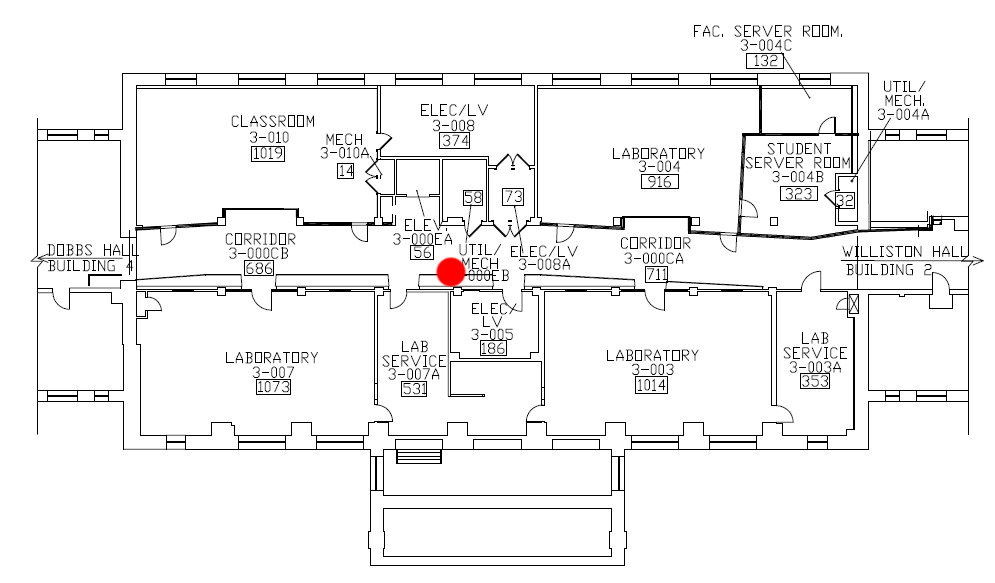 FAC. SERVER ROOM.
3-004C
132
UTIL/
MECH.
3-004A
CLASSROOM
3-010
1019
MECH
3-010A
14
ELEC/LV
3-008
374
LABORATORY
3-004
916
STUDENT
SERVER ROOM
3-004B
323
32
58
73
ELEV.
3-000EA
56
UTIL/
MECH
000EB
ELEC/LV
3-008A
CORRIDOR
3-000CB
686
CORRIDOR
3-000CA
711
DOBBS HALL
BUILDING 4
WILLISTON HALL
BUILDING 2
ELEC/
LV
3-005
186
LABORATORY
3-007
1073
LAB
SERVICE
3-007A
531
LABORATORY
3-003
1014
LAB
SERVICE
3-003A
353